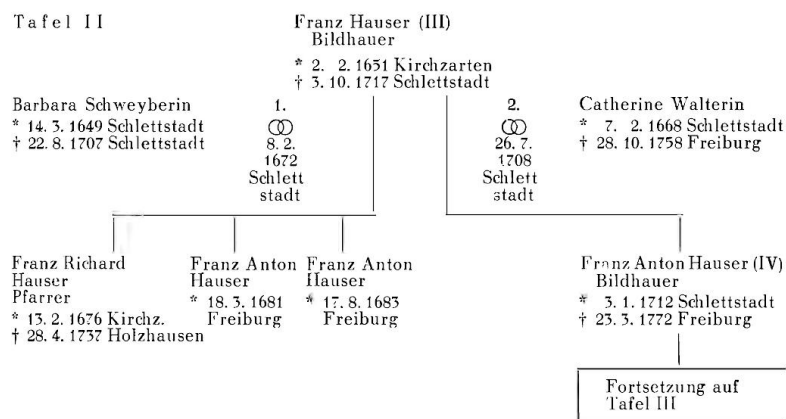 Tafel II
Franz Hauser (III)
Bildhauer
* 2. 2. 1651 Kirchzarten
† 3. 10. 1717 Schlettstadt
Barbara Schweyberin
* 14. 3. 1649 Schlettstadt
† 22. 8. 1707 Schlettstadt
1.
8. 2.
1672
Schlett
stadt
2.
26. 7.
1708
Schlett
stadt
Catherine Walterin
* 7. 2. 1668 Schlettstadt
† 28. 10. 1758 Freiburg
Franz Richard
Hauser
Pfarrer
* 13. 2. 1676 Kirchz.
† 28. 4. 1737 Holzhausen
Franz Anton
Hauser
* 18. 3. 1681
Freiburg
Franz Anton
Hauser
* 17. 8. 1683
Freiburg
Franz Anton Hauser (IV)
Bildhauer
* 3. 1. 1712 Schlettstadt
† 23. 3. 1772 Freiburg
Fortsetzung auf
Tafel III